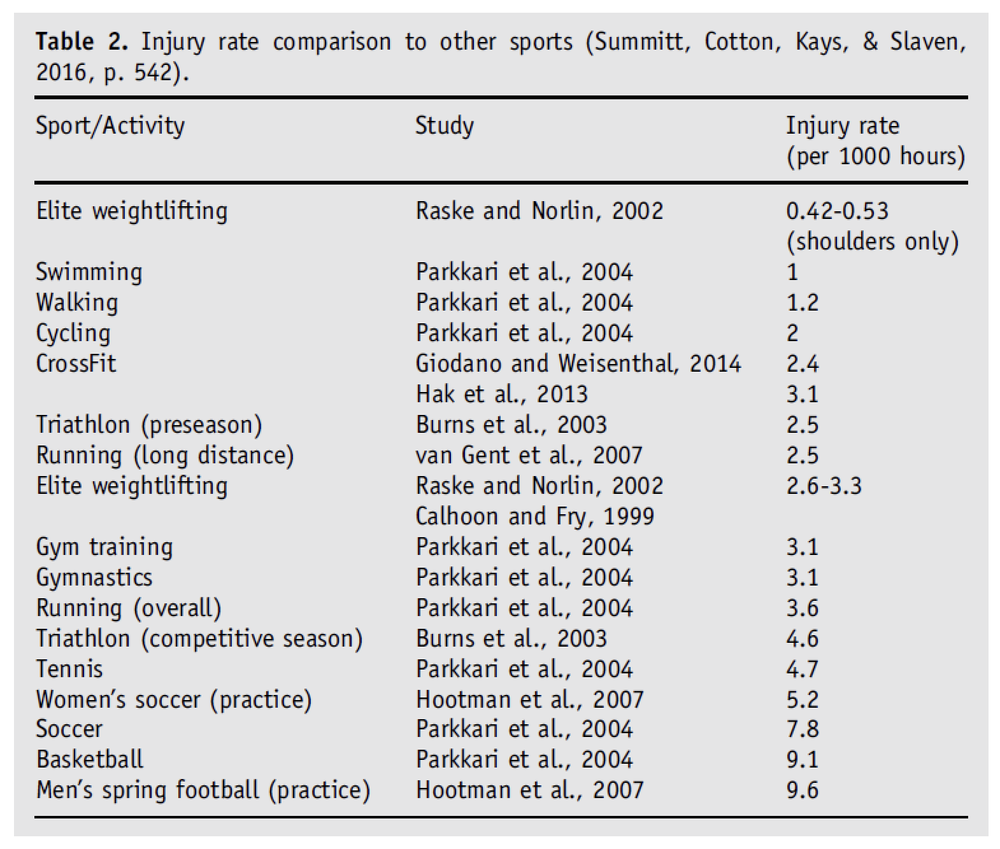 Table 2. Injury rate comparison to other sports (Summitt, Cotton, Kays, & Slaven,
2016, p. 542).
Sport/Activity Study Injury rate
(per 1000 hours)
Elite weightlifting Raske and Norlin, 2002 0.42-0.53
(shoulders only)
Swimming Parkkari et al., 2004 1
Walking Parkkari et al., 2004 1.2
Cycling Parkkari et al., 2004 2
CrossFit Giodano and Weisenthal, 2014 2.4
Hak et al., 2013 3.1
Triathlon (preseason) Burns et al., 2003 2.5
Running (long distance) van Gent et al., 2007 2.5
Elite weightlifting Raske and Norlin, 2002 2.6-3.3
Calhoon and Fry, 1999
Gym training Parkkari et al., 2004 3.1
Gymnastics Parkkari et al., 2004 3.1
Running (overall) Parkkari et al., 2004 3.6
Triathlon (competitive season) Burns et al., 2003 4.6
Tennis Parkkari et al., 2004 4.7
Women’s soccer (practice) Hootman et al., 2007 5.2
Soccer Parkkari et al., 2004 7.8
Basketball Parkkari et al., 2004 9.1
Men’s spring football (practice) Hootman et al., 2007 9.6